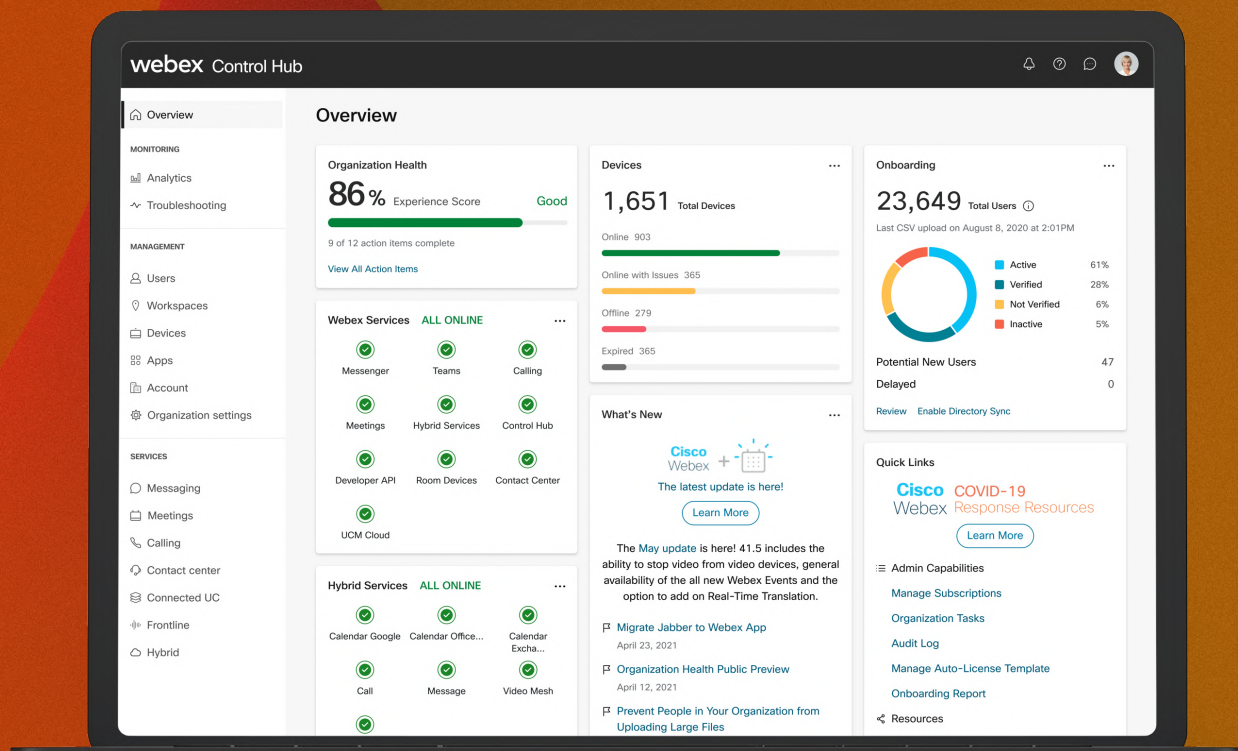 webex Control Hub
Overview
MONITORING
Analytics
Troubleshooting
MANAGEMENT
Users
Workspaces
Devices
Apps
Account
Organization settings
SERVICES
Messaging
Meetings
Calling
Contact center
Connected UC
Frontline
Hybrid
Overview
Organization Health
86% Experience Score Good
9 of 12 action items complete
View All Action Items
Webex Services ALL ONLINE
Messenger Teams Calling
Meetings Hybrid Services Control Hub
Developer API Room Devices Contact Center
UCM Cloud
Hybrid Services ALL ONLINE
Calendar Google Calendar Office... Calendar
Excha...
Call Message Video Mesh
Devices
1,651 Total Devices
Online 903
Online with Issues 365
Offline 279
Expired 365
What's New
Cisco
Webex
The latest update is here!
Learn More
The May update is here! 41.5 includes the
ability to stop video from video devices, general
availability of the all new Webex Events and the
option to add on Real-Time Translation.
Migrate Jabber to Webex App
April 23, 2021
Organization Health Public Preview
April 12, 2021
Prevent People in Your Organization from
Uploading Large Files
Onboarding
23,649 Total Users
Last CSV upload on August 8, 2020 at 2:01PM
Active 61%
Verified 28%
Not Verified 6%
Inactive 5%
Potential New Users 47
Delayed 0
Review Enable Directory Sync
Quick Links
Cisco COVID-19
Webex Response Resources
Learn More
Admin Capabilities
Manage Subscriptions
Organization Tasks
Audit Log
Manage Auto-License Template
Onboarding Report
Resources